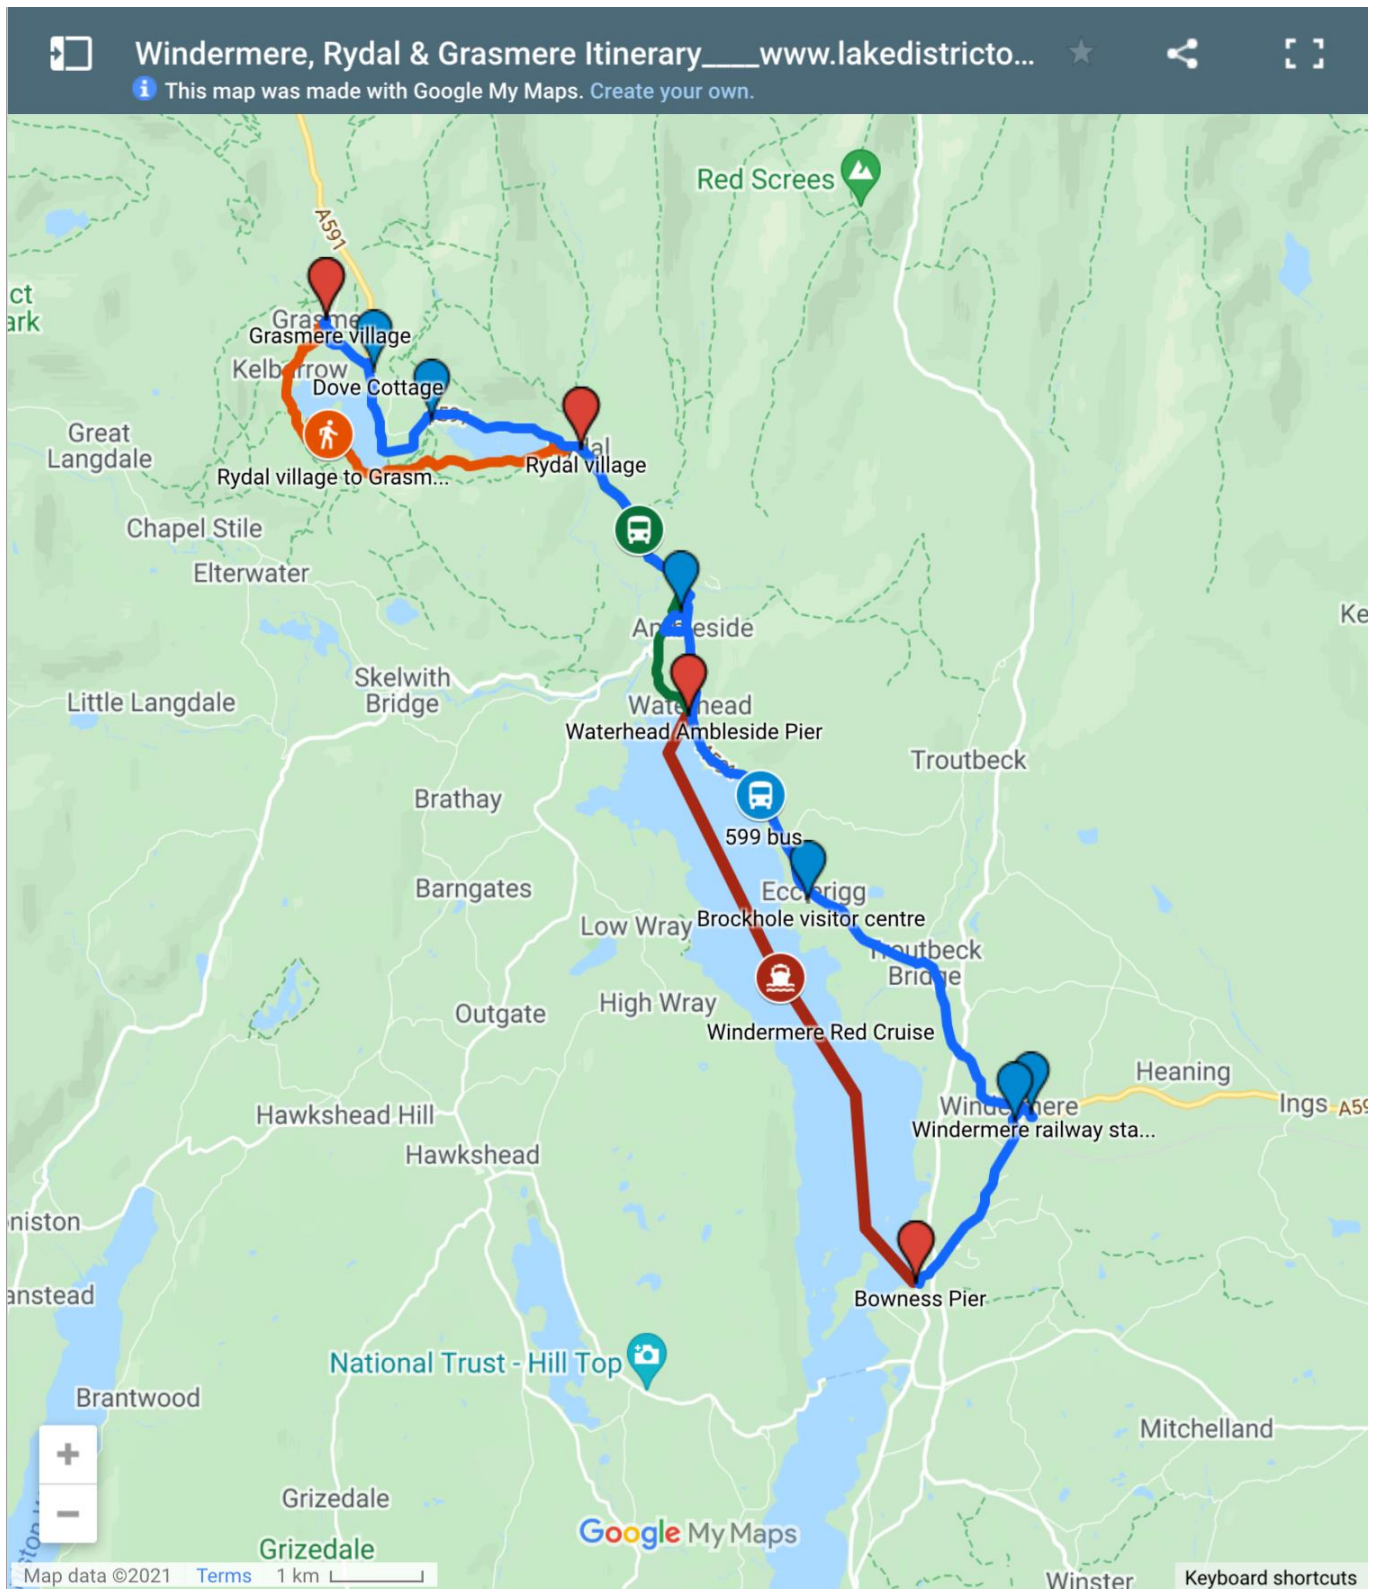 Windermere, Rydal & Grasmere Itinerary____www.lakedistricto...
This map was made with Google My Maps. Create your own.
Red Screes
A591
ct
ark
Grasmere village
Kelbarrow
Dove Cottage
Great
Langdale
Rydal village
Rydal village to Grasm...
Chapel Stile
Elterwater
Ke
Ambleside
Skelwith
Bridge
Little Langdale
Waterhead
Waterhead Ambleside Pier
A591
Troutbeck
Brathay
599 bus
Barngates
Ecclerigg
Brockhole visitor centre
Low Wray
Troutbeck
Bridge
High Wray
Outgate
Windermere Red Cruise
Heaning
Windermere
Ings
A59
Hawkshead Hill
Windermere railway sta...
Hawkshead
oniston
anstead
Bowness Pier
National Trust - Hill Top
Brantwood
Mitchelland
+
−
Grizedale
Google My Maps
Grizedale
Map data ©2021 Terms 1 km
Winster
Keyboard shortcuts